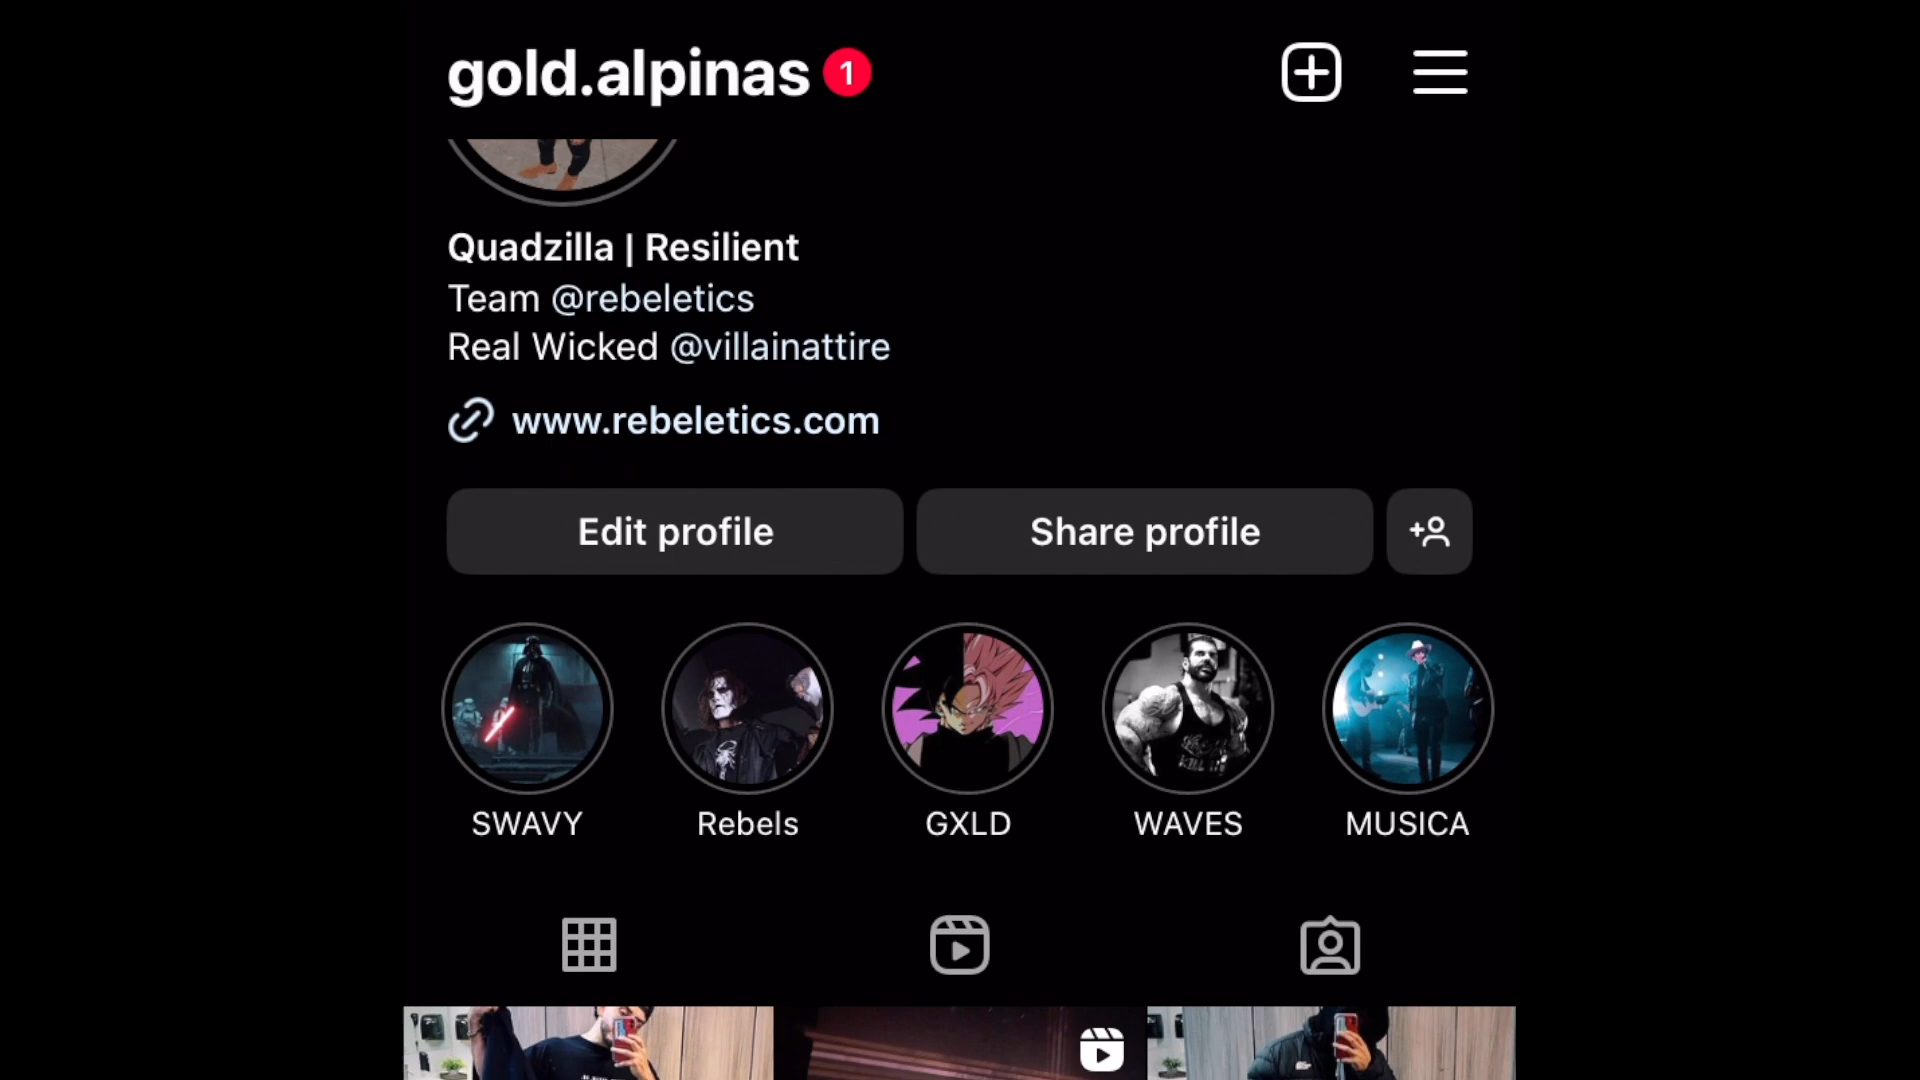 gold.alpinas 1
Quadzilla | Resilient
Team @rebeletics
Real Wicked @villainattire
www.rebeletics.com
Edit profile
Share profile
SWAVY
Rebels
GXLD
WAVES
MUSICA